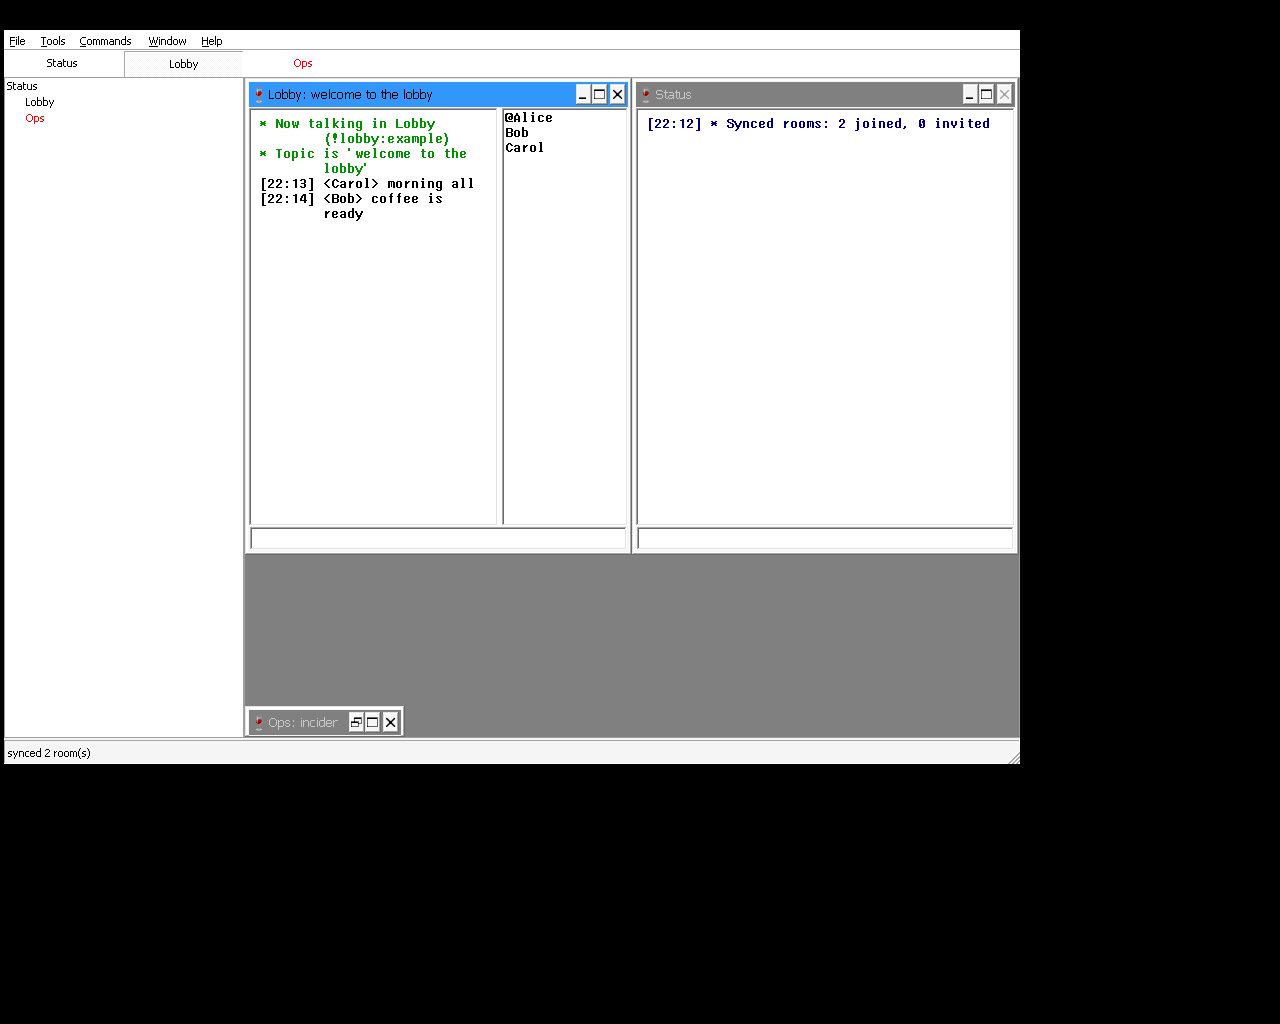 File Tools Commands Window Help
Status Lobby Ops
Status
Lobby
Ops
Lobby: welcome to the lobby
* Now talking in Lobby
(!lobby:example)
* Topic is 'welcome to the
lobby'
[22:13] <Carol> morning all
[22:14] <Bob> coffee is
ready
@Alice
Bob
Carol
Status
[22:12] * Synced rooms: 2 joined, 0 invited
Ops: incider
synced 2 room(s)